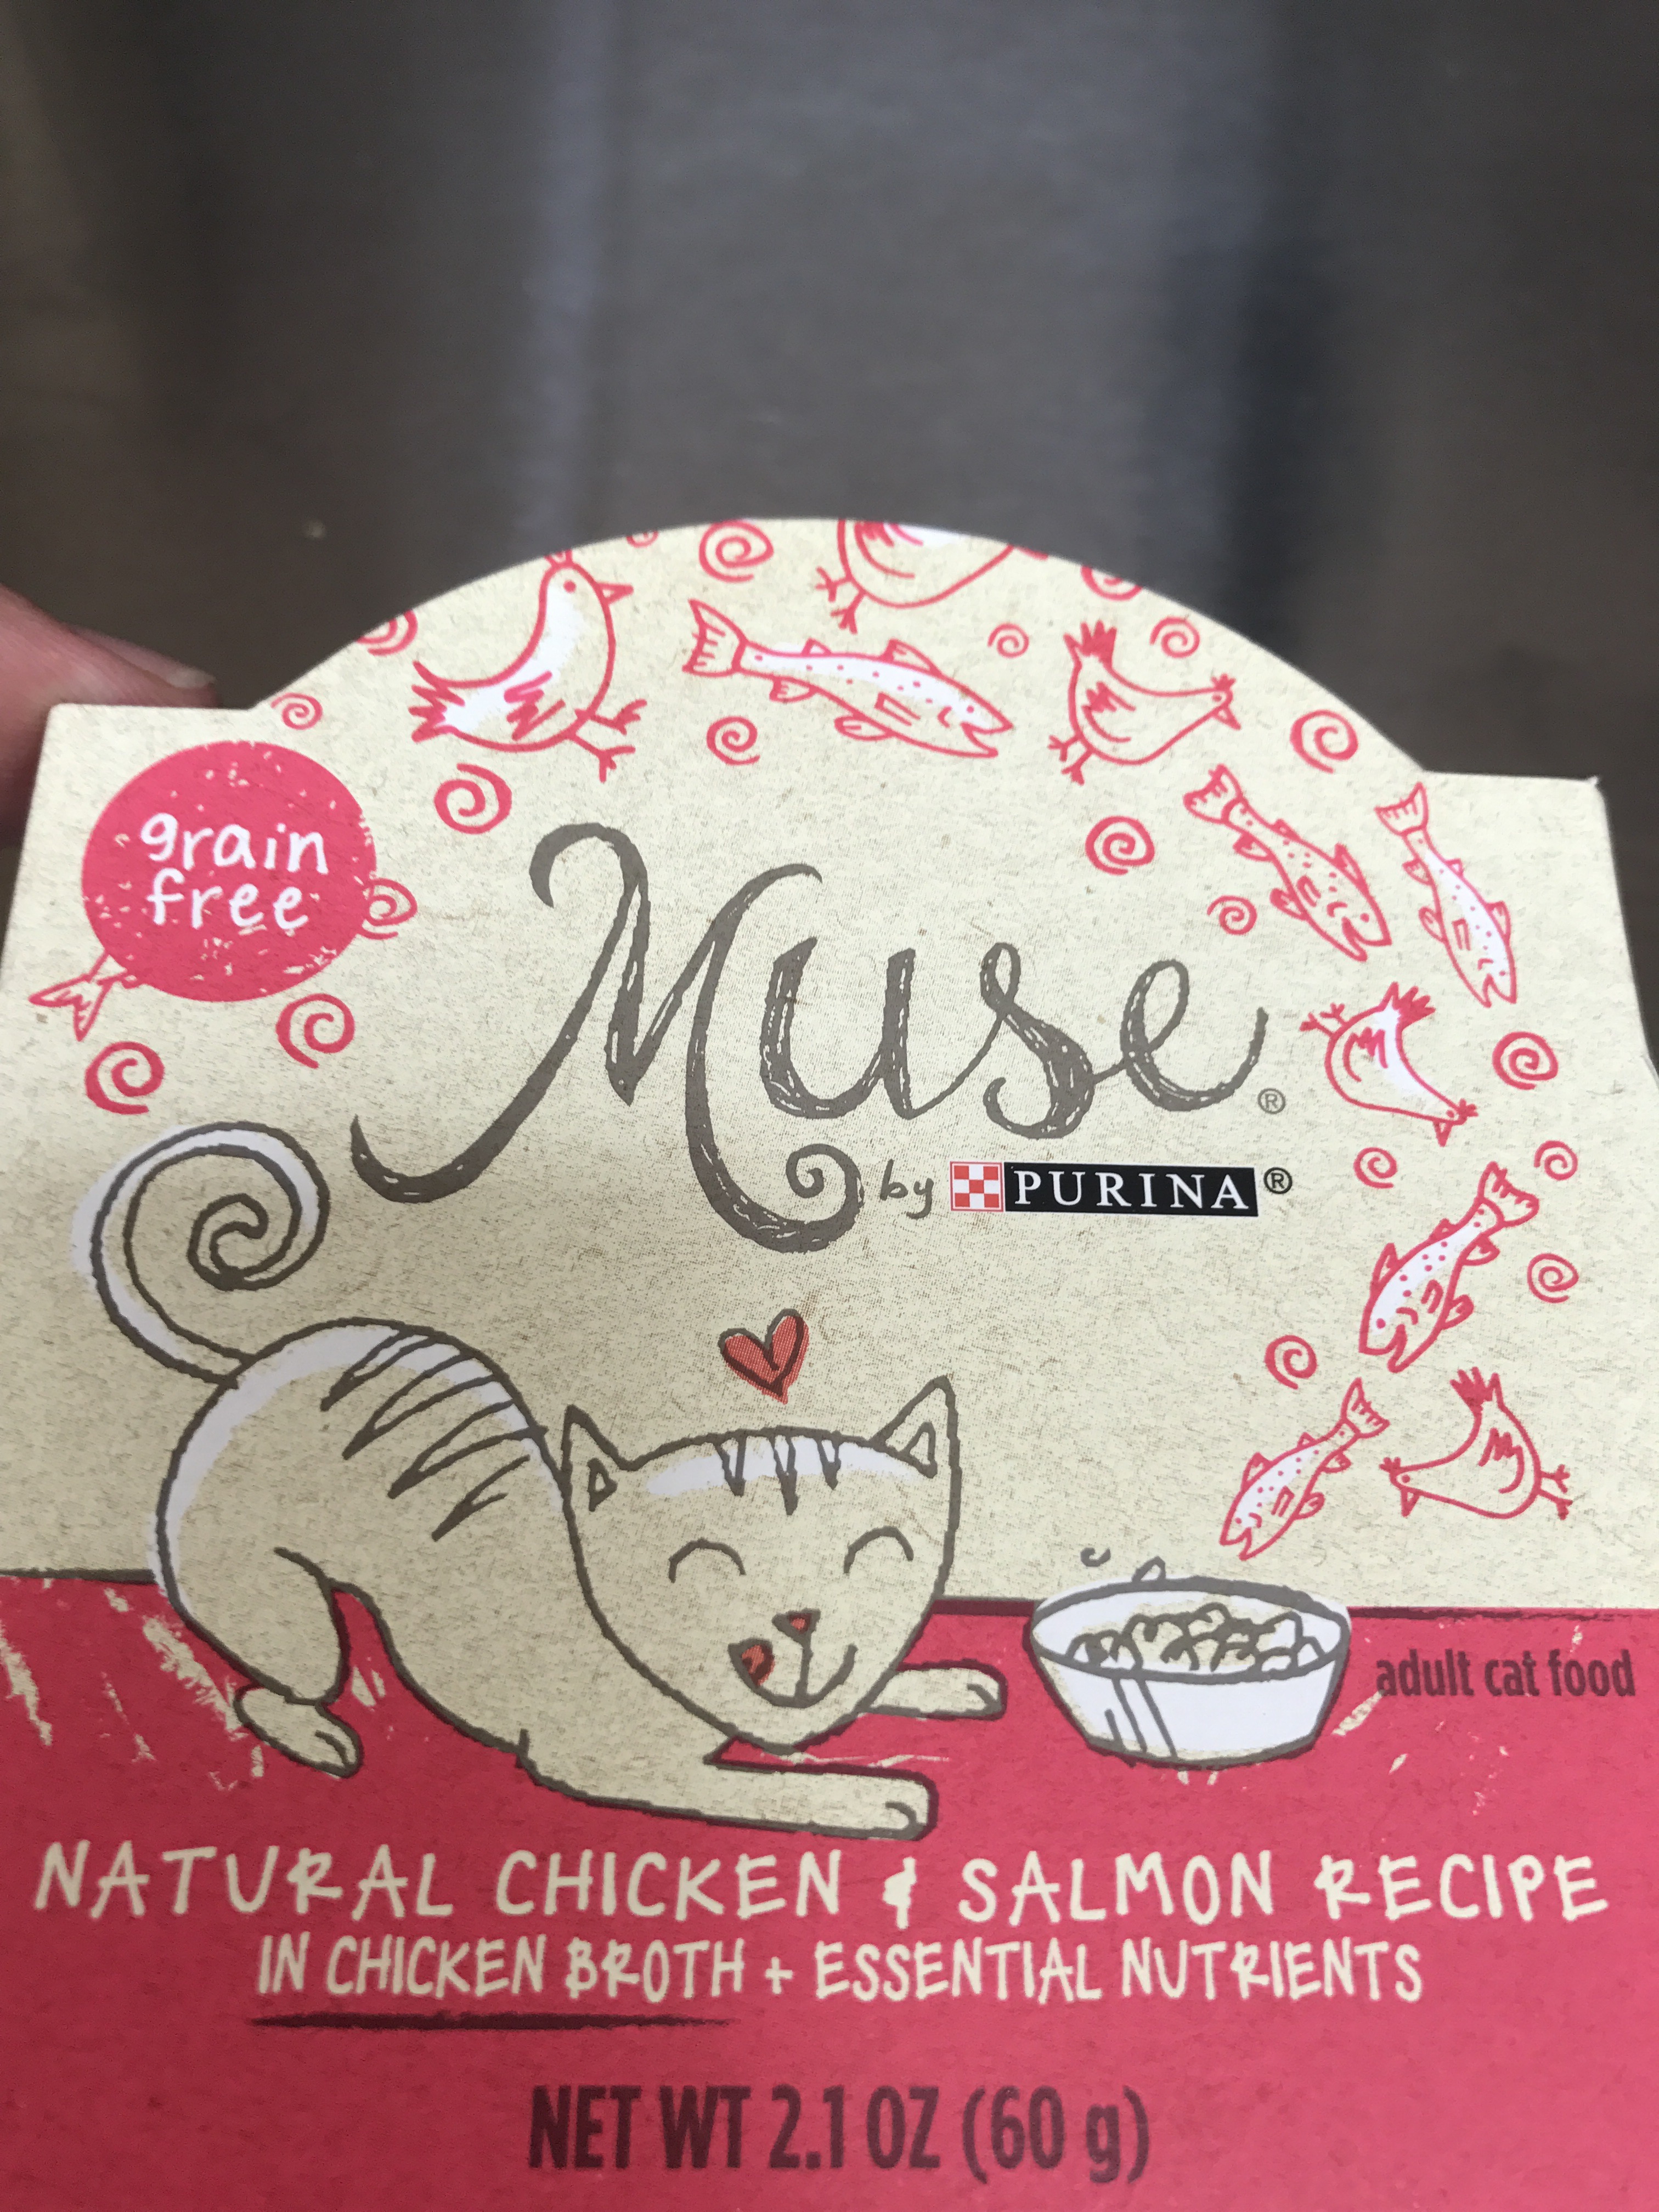 grain
free
Muse®
by PURINA®
adult cat food
NATURAL CHICKEN & SALMON RECIPE
IN CHICKEN BROTH + ESSENTIAL NUTRIENTS
NET WT 2.1 OZ (60 g)